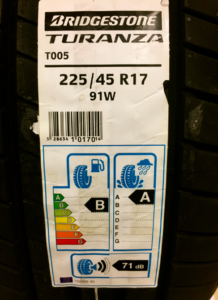 BRIDGESTONE
TURANZA
T005
225/45 R17
91W
A
B
C
D
E
F
G
B
A
B
C
D
E
F
G
A
71 dB